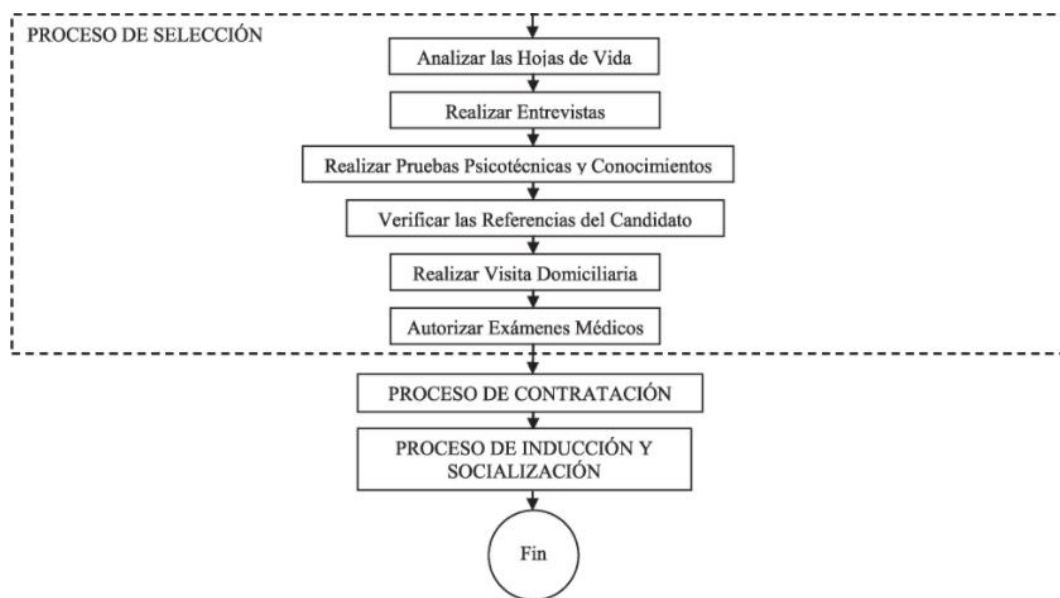 PROCESO DE SELECCIÓN
Analizar las Hojas de Vida
Realizar Entrevistas
Realizar Pruebas Psicotécnicas y Conocimientos
Verificar las Referencias del Candidato
Realizar Visita Domiciliaria
Autorizar Exámenes Médicos
PROCESO DE CONTRATACIÓN
PROCESO DE INDUCCIÓN Y
SOCIALIZACIÓN
Fin